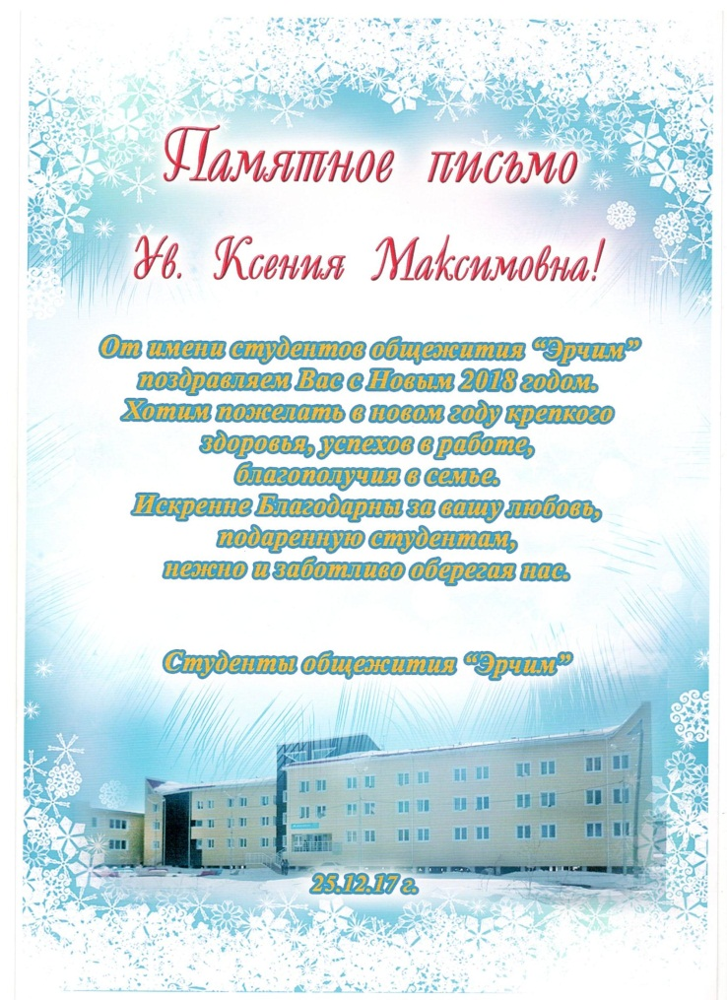 Памятное письмо
Ув. Ксения Максимовна!
От имени студентов общежития “Эрчим”
поздравляем Вас с Новым 2018 годом.
Хотим пожелать в новом году крепкого
здоровья, успехов в работе,
благополучия в семье.
Искренне Благодарны за вашу любовь,
подаренную студентам,
нежно и заботливо оберегая нас.
Студенты общежития “Эрчим”
25.12.17 г.